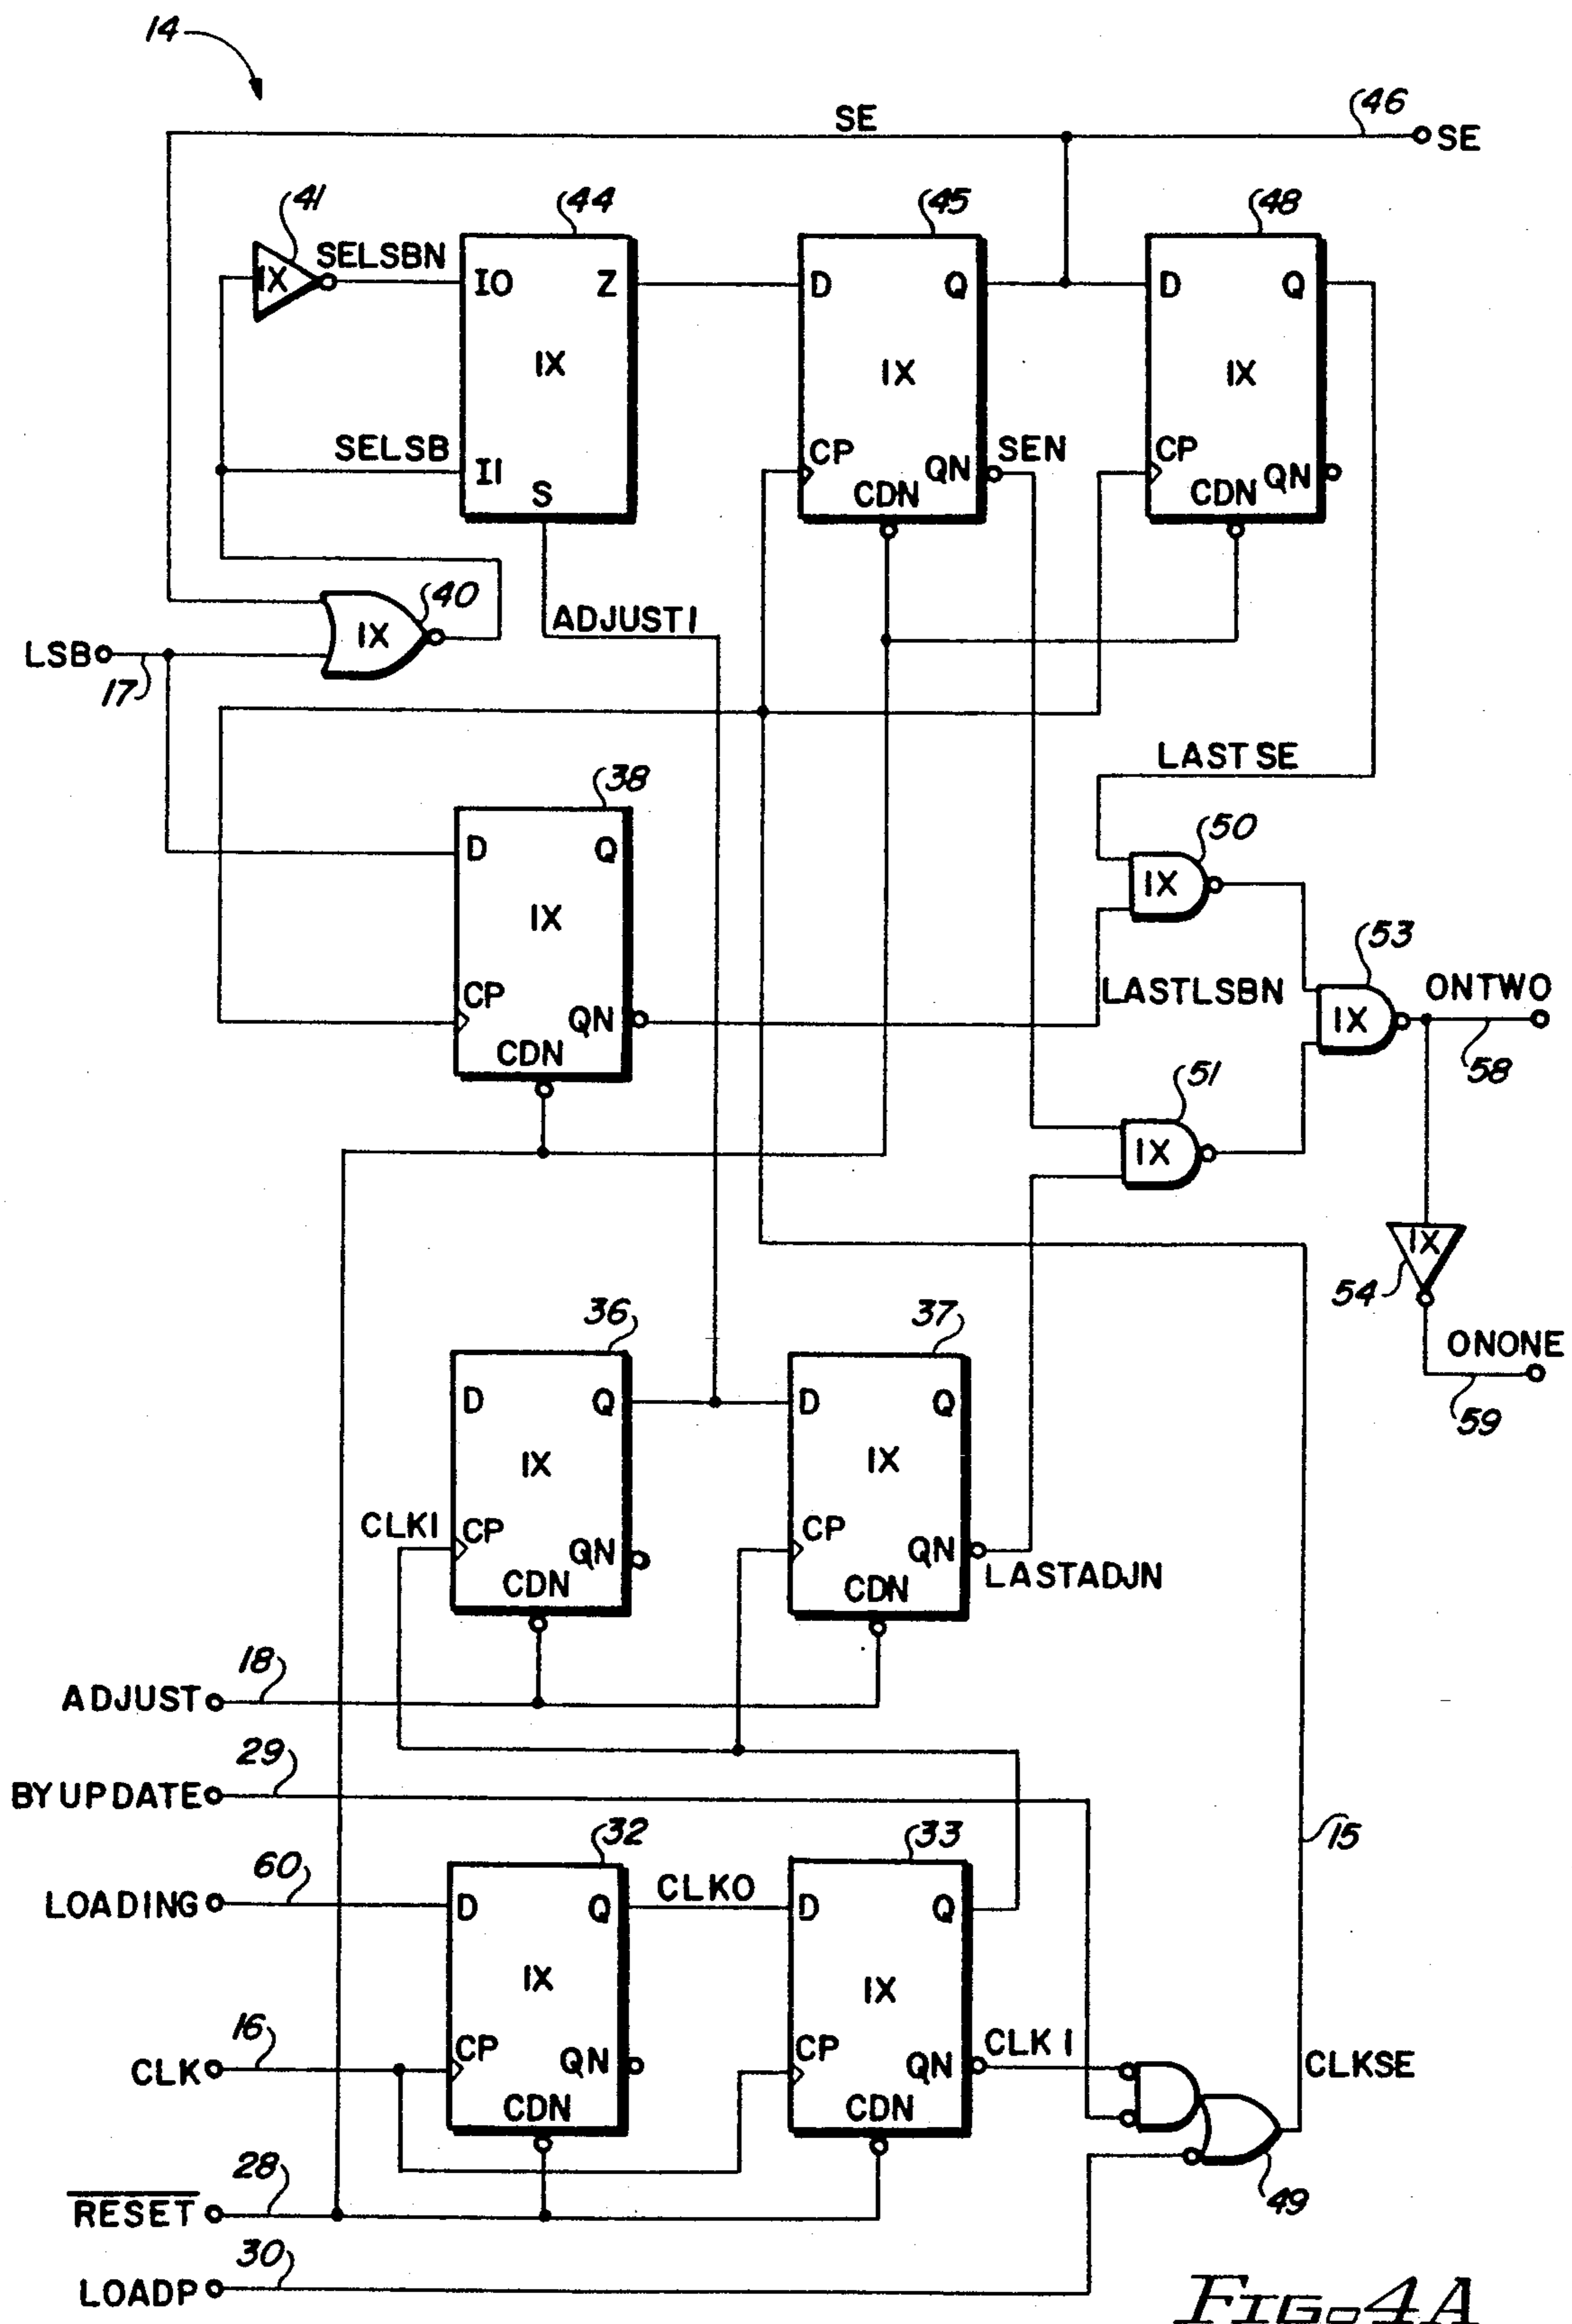 14
SE
46
SE
41
44
45
48
SELSBN
IX
IO
Z
D
Q
D
Q
IX
IX
IX
SELSB
II
S
CP
QN
SEN
CDN
CP
QN
CDN
40
IX
ADJUST1
LSB
17
LASTSE
38
D
Q
50
IX
IX
53
CP
QN
LASTLSBN
ONTWO
IX
CDN
51
58
IX
IX
54
36
37
ONONE
D
Q
D
Q
59
IX
IX
CLK1
CP
QN
CP
QN
CDN
CDN
LASTADJN
18
ADJUST
29
BYUPDATE
32
33
15
60
CLKO
LOADING
D
Q
D
Q
IX
IX
16
CLK
CP
QN
CP
QN
CLK 1
CLKSE
CDN
CDN
28
RESET
49
30
LOADP
FIG. 4A